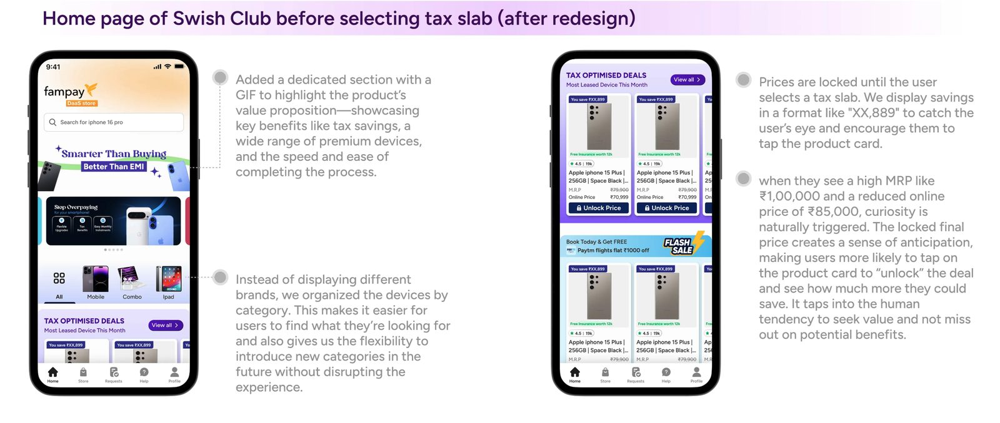 Home page of Swish Club before selecting tax slab (after redesign)
9:41
fampay
DaaS store
Search for iphone 16 pro
Smarter Than Buying
Better Than EMI
Stop Overpaying
for your smartphone!
Flexible Upgrades
Tax Benefits
Easy Monthly Instalments
All
Mobile
Combo
Ipad
TAX OPTIMISED DEALS
Most Leased Device This Month
View all
You save ₹XX,899
You save ₹XX,899
Yo
Home
Store
Requests
Help
Profile
Added a dedicated section with a
GIF to highlight the product's
value proposition—showcasing
key benefits like tax savings, a
wide range of premium devices,
and the speed and ease of
completing the process.
Instead of displaying different
brands, we organized the devices by
category. This makes it easier for
users to find what they're looking for
and also gives us the flexibility to
introduce new categories in the
future without disrupting the
experience.
TAX OPTIMISED DEALS
Most Leased Device This Month
View all
You save ₹XX,899
You save ₹XX,899
Yo
Free Insurance worth 12k
Free Insurance worth 12k
Fr
4.5 | 19k
4.5 | 19k
4.
Apple iphone 15 Plus |
256GB | Space Black |...
Apple iphone 15 Plus |
256GB | Space Black |...
Ap
25
M.R.P ₹79,900
M.R.P ₹79,900
M.R
Online Price ₹70,999
Online Price ₹70,999
Onl
Unlock Price
Unlock Price
Book Today & Get FREE
Paytm flights flat ₹1000 off
FLASH
SALE
You save ₹XX,899
You save ₹XX,899
Yo
Free Insurance worth 12k
Free Insurance worth 12k
Fre
4.5 | 19k
4.5 | 19k
4.
Apple iphone 15 Plus |
256GB | Space Black |...
Apple iphone 15 Plus |
256GB | Space Black |...
Ap
25
M.R.P ₹79,900
M.R.P ₹79,900
M.R
Home
Store
Requests
Help
Profile
Prices are locked until the user
selects a tax slab. We display savings
in a format like "XX,889" to catch the
user's eye and encourage them to
tap the product card.
when they see a high MRP like
₹1,00,000 and a reduced online
price of ₹85,000, curiosity is
naturally triggered. The locked final
price creates a sense of anticipation,
making users more likely to tap on
the product card to “unlock” the deal
and see how much more they could
save. It taps into the human
tendency to seek value and not miss
out on potential benefits.